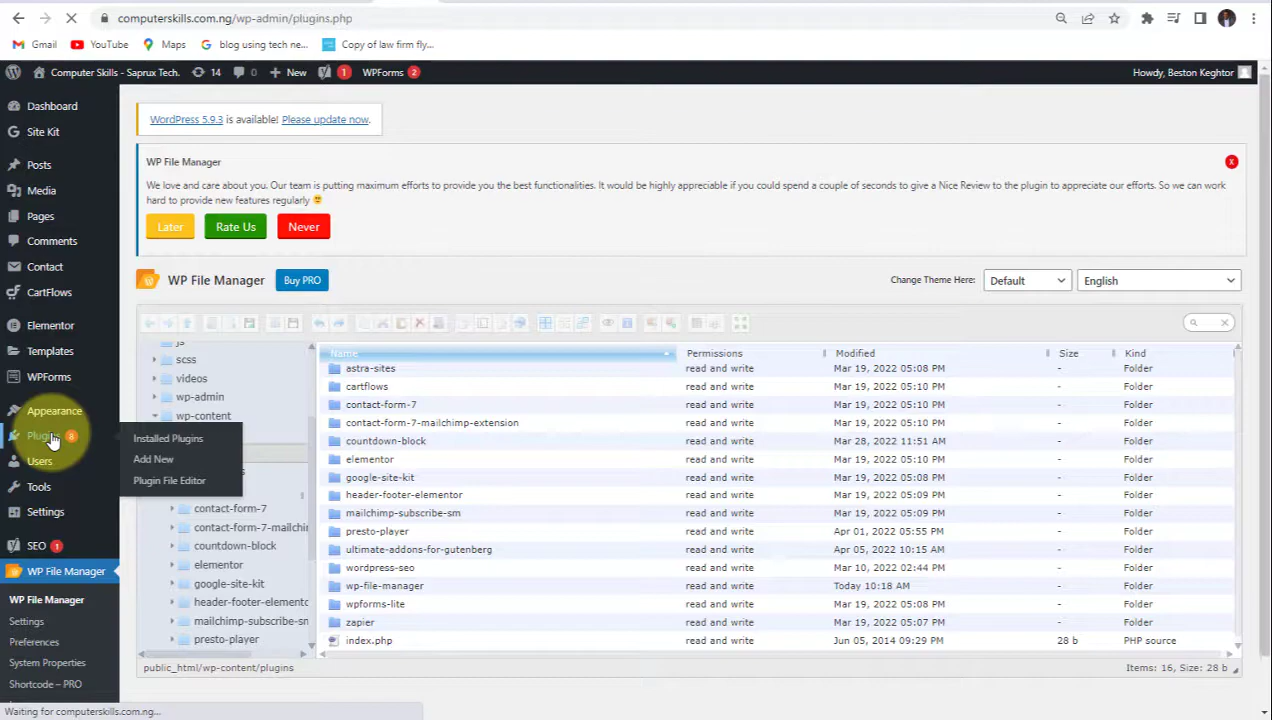 computerskills.com.ng/wp-admin/plugins.php
Gmail YouTube Maps blog using tech ne... Copy of law firm fly...
Computer Skills - Saprux Tech. 14 0 New 1 WPForms 2 Howdy, Beston Keghtor
Dashboard
Site Kit
Posts
Media
Pages
Comments
Contact
CartFlows
Elementor
Templates
WPForms
Appearance
Plugins 8
Users
Tools
Settings
SEO 1
WP File Manager
WP File Manager
Settings
Preferences
System Properties
Shortcode – PRO
Installed Plugins
Add New
Plugin File Editor
WordPress 5.9.3 is available! Please update now.
WP File Manager
We love and care about you. Our team is putting maximum efforts to provide you the best functionalities. It would be highly appreciable if you could spend a couple of seconds to give a Nice Review to the plugin to appreciate our efforts. So we can work
hard to provide new features regularly
Later Rate Us Never
WP File Manager Buy PRO Change Theme Here: Default English
js
scss
videos
wp-admin
wp-content
contact-form-7
contact-form-7-mailchim
countdown-block
elementor
google-site-kit
header-footer-elemento
mailchimp-subscribe-sm
presto-player
Name Permissions Modified Size Kind
astra-sites read and write Mar 19, 2022 05:08 PM - Folder
cartflows read and write Mar 19, 2022 05:08 PM - Folder
contact-form-7 read and write Mar 19, 2022 05:08 PM - Folder
contact-form-7-mailchimp-extension read and write Mar 19, 2022 05:08 PM - Folder
countdown-block read and write Mar 28, 2022 11:51 AM - Folder
elementor read and write Mar 19, 2022 05:08 PM - Folder
google-site-kit read and write Mar 19, 2022 05:08 PM - Folder
header-footer-elementor read and write Mar 19, 2022 05:08 PM - Folder
mailchimp-subscribe-sm read and write Mar 19, 2022 05:08 PM - Folder
presto-player read and write Apr 01, 2022 05:55 PM - Folder
ultimate-addons-for-gutenberg read and write Apr 05, 2022 10:15 AM - Folder
wordpress-seo read and write Mar 10, 2022 02:44 PM - Folder
wp-file-manager read and write Today 10:18 AM - Folder
wpforms-lite read and write Mar 19, 2022 05:08 PM - Folder
zapier read and write Mar 19, 2022 05:08 PM - Folder
index.php read and write Jun 05, 2014 09:29 PM 28 b PHP source
public_html/wp-content/plugins Items: 16, Size: 28 b
Waiting for computerskills.com.ng...